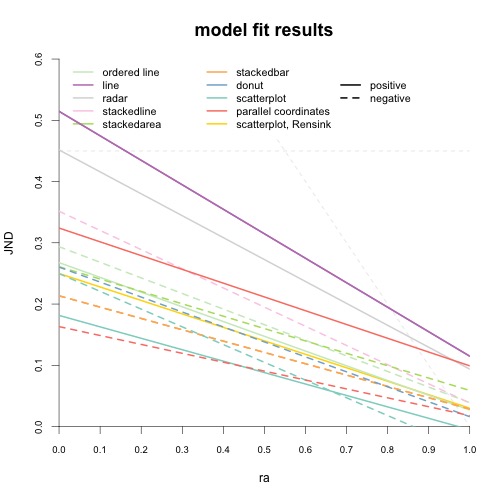 model fit results
ordered line
line
radar
stackedline
stackedarea
stackedbar
donut
scatterplot
parallel coordinates
scatterplot, Rensink
positive
negative
JND
0.6
0.5
0.4
0.3
0.2
0.1
0.0
0.0 0.1 0.2 0.3 0.4 0.5 0.6 0.7 0.8 0.9 1.0
ra